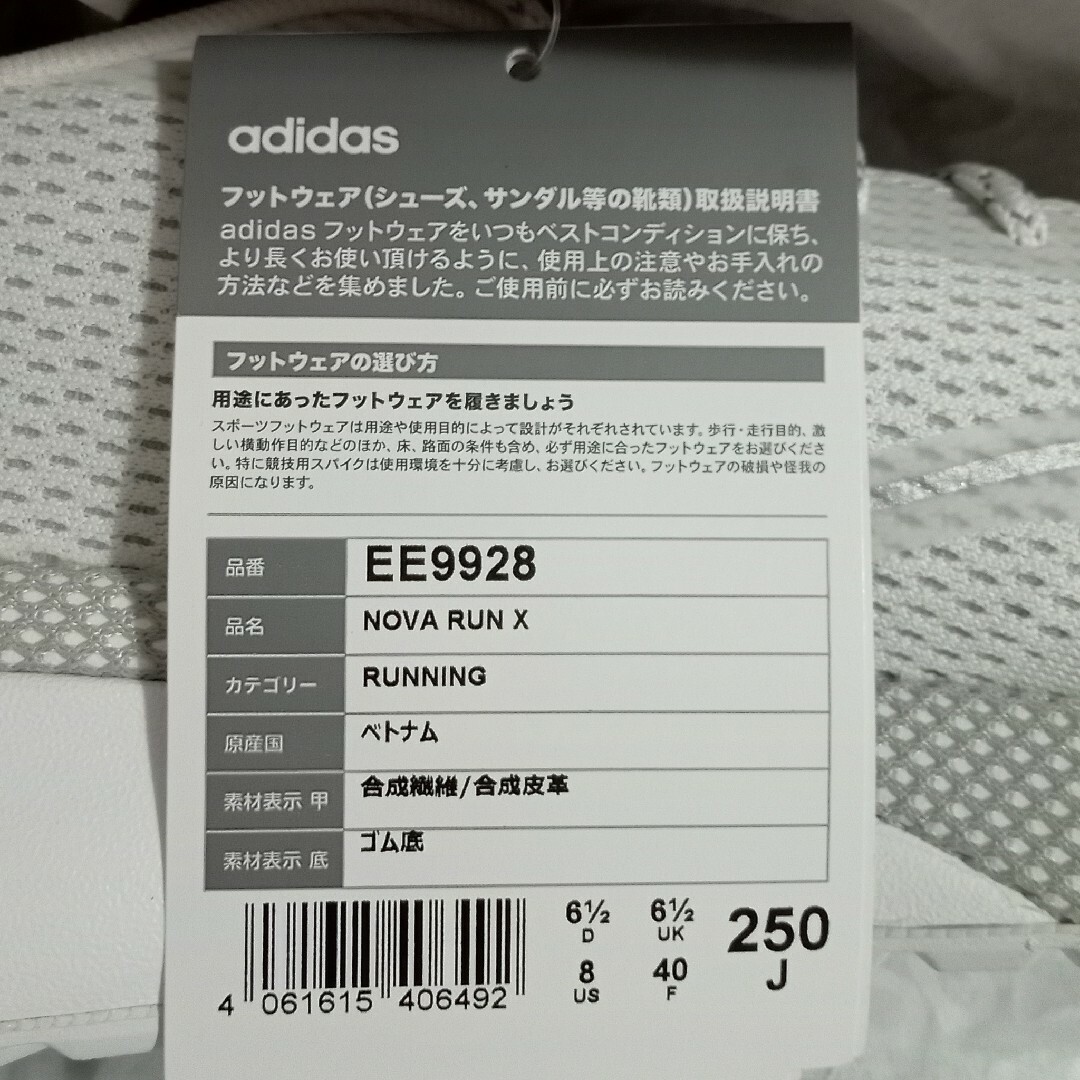 adidas
フットウェア(シューズ、サンダル等の靴類)取扱説明書
adidas フットウェアをいつもベストコンディションに保ち、
より長くお使い頂けるように、使用上の注意やお手入れの
方法などを集めました。ご使用前に必ずお読みください。
フットウェアの選び方
用途にあったフットウェアを履きましょう
スポーツフットウェアは用途や使用目的によって設計がそれぞれされています。歩行・走行目的、激
しい横動作目的などのほか、床、路面の条件も含め、必ず用途に合ったフットウェアをお選びくださ
い。特に競技用スパイクは使用環境を十分に考慮し、お選びください。フットウェアの破損や怪我の
原因になります。
品番 EE9928
品名 NOVA RUN X
カテゴリー RUNNING
原産国 ベトナム
素材表示 甲 合成繊維/合成皮革
素材表示 底 ゴム底
6½ 6½ 250
D UK J
8 40
US F
4 061615 406492